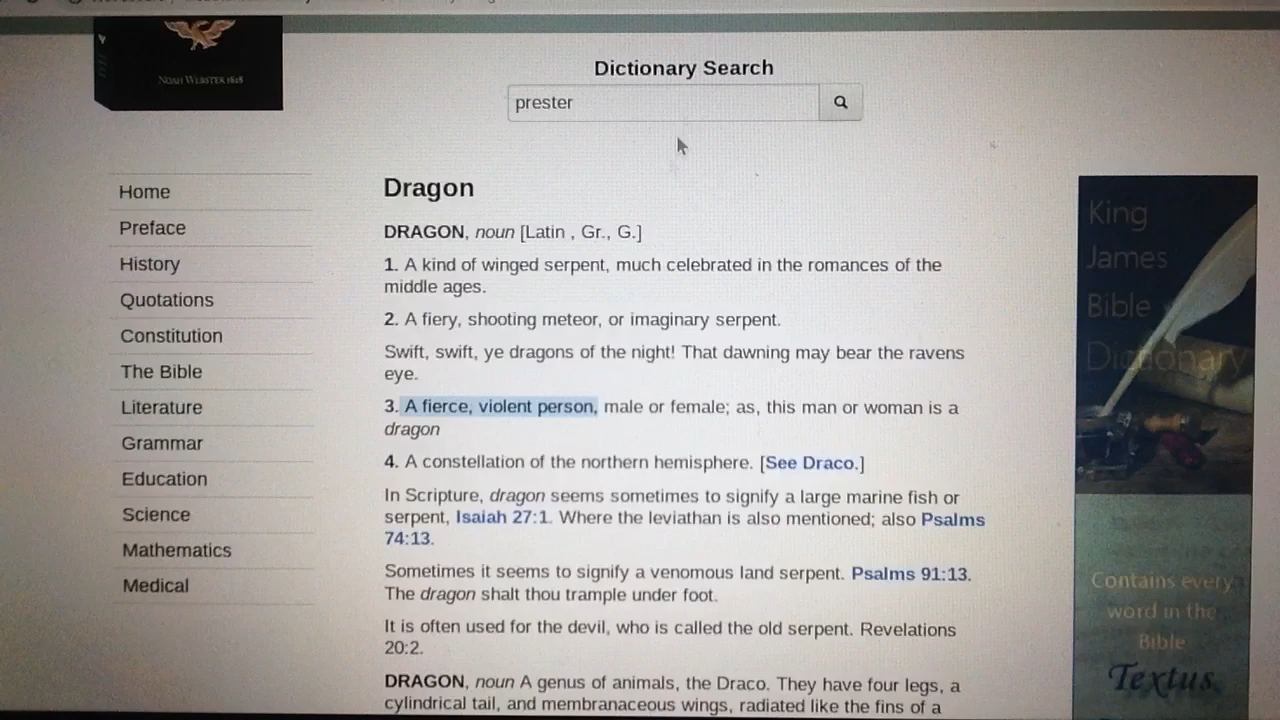 NOAH WEBSTER 1828
Dictionary Search
prester
Home
Preface
History
Quotations
Constitution
The Bible
Literature
Grammar
Education
Science
Mathematics
Medical
Dragon
DRAGON, noun [Latin , Gr., G.]
1. A kind of winged serpent, much celebrated in the romances of the
middle ages.
2. A fiery, shooting meteor, or imaginary serpent.
Swift, swift, ye dragons of the night! That dawning may bear the ravens
eye.
3. A fierce, violent person, male or female; as, this man or woman is a
dragon
4. A constellation of the northern hemisphere. [See Draco.]
In Scripture, dragon seems sometimes to signify a large marine fish or
serpent, Isaiah 27:1. Where the leviathan is also mentioned; also Psalms
74:13.
Sometimes it seems to signify a venomous land serpent. Psalms 91:13.
The dragon shalt thou trample under foot.
It is often used for the devil, who is called the old serpent. Revelations
20:2.
DRAGON, noun A genus of animals, the Draco. They have four legs, a
cylindrical tail, and membranaceous wings, radiated like the fins of a
King
James
Bible
Dictionary
Contains every
word in the
Bible
Textus